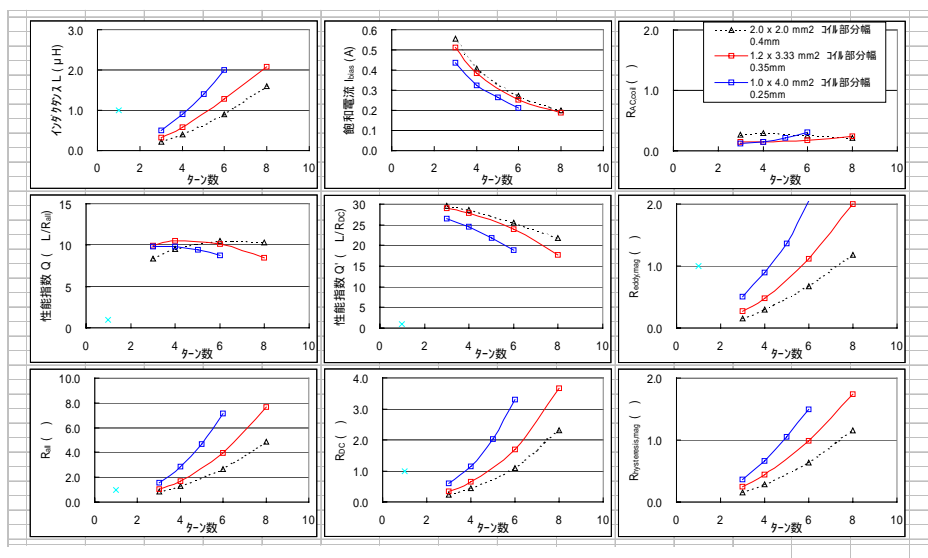 3.0
2.0
1.0
0.0
0 2 4 6 8 10
インダクタンス L (μH)
ターン数
0.6
0.5
0.4
0.3
0.2
0.1
0.0
0 2 4 6 8 10
飽和電流 Ibias (A)
ターン数
2.0
1.0
0.0
0 2 4 6 8 10
RAC,coil ( )
ターン数
2.0 x 2.0 mm2 コイル部分幅
0.4mm
1.2 x 3.33 mm2 コイル部分幅
0.35mm
1.0 x 4.0 mm2 コイル部分幅
0.25mm
15
10
5
0
0 2 4 6 8 10
性能指数 Q ( L/Rall)
ターン数
30
25
20
15
10
5
0
0 2 4 6 8 10
性能指数 Q' ( L/RDC)
ターン数
2.0
1.0
0.0
0 2 4 6 8 10
Reddy,mag ( )
ターン数
10.0
8.0
6.0
4.0
2.0
0.0
0 2 4 6 8 10
Rall ( )
ターン数
4.0
3.0
2.0
1.0
0.0
0 2 4 6 8 10
RDC ( )
ターン数
2.0
1.0
0.0
0 2 4 6 8 10
Rhysteresis,mag ( )
ターン数